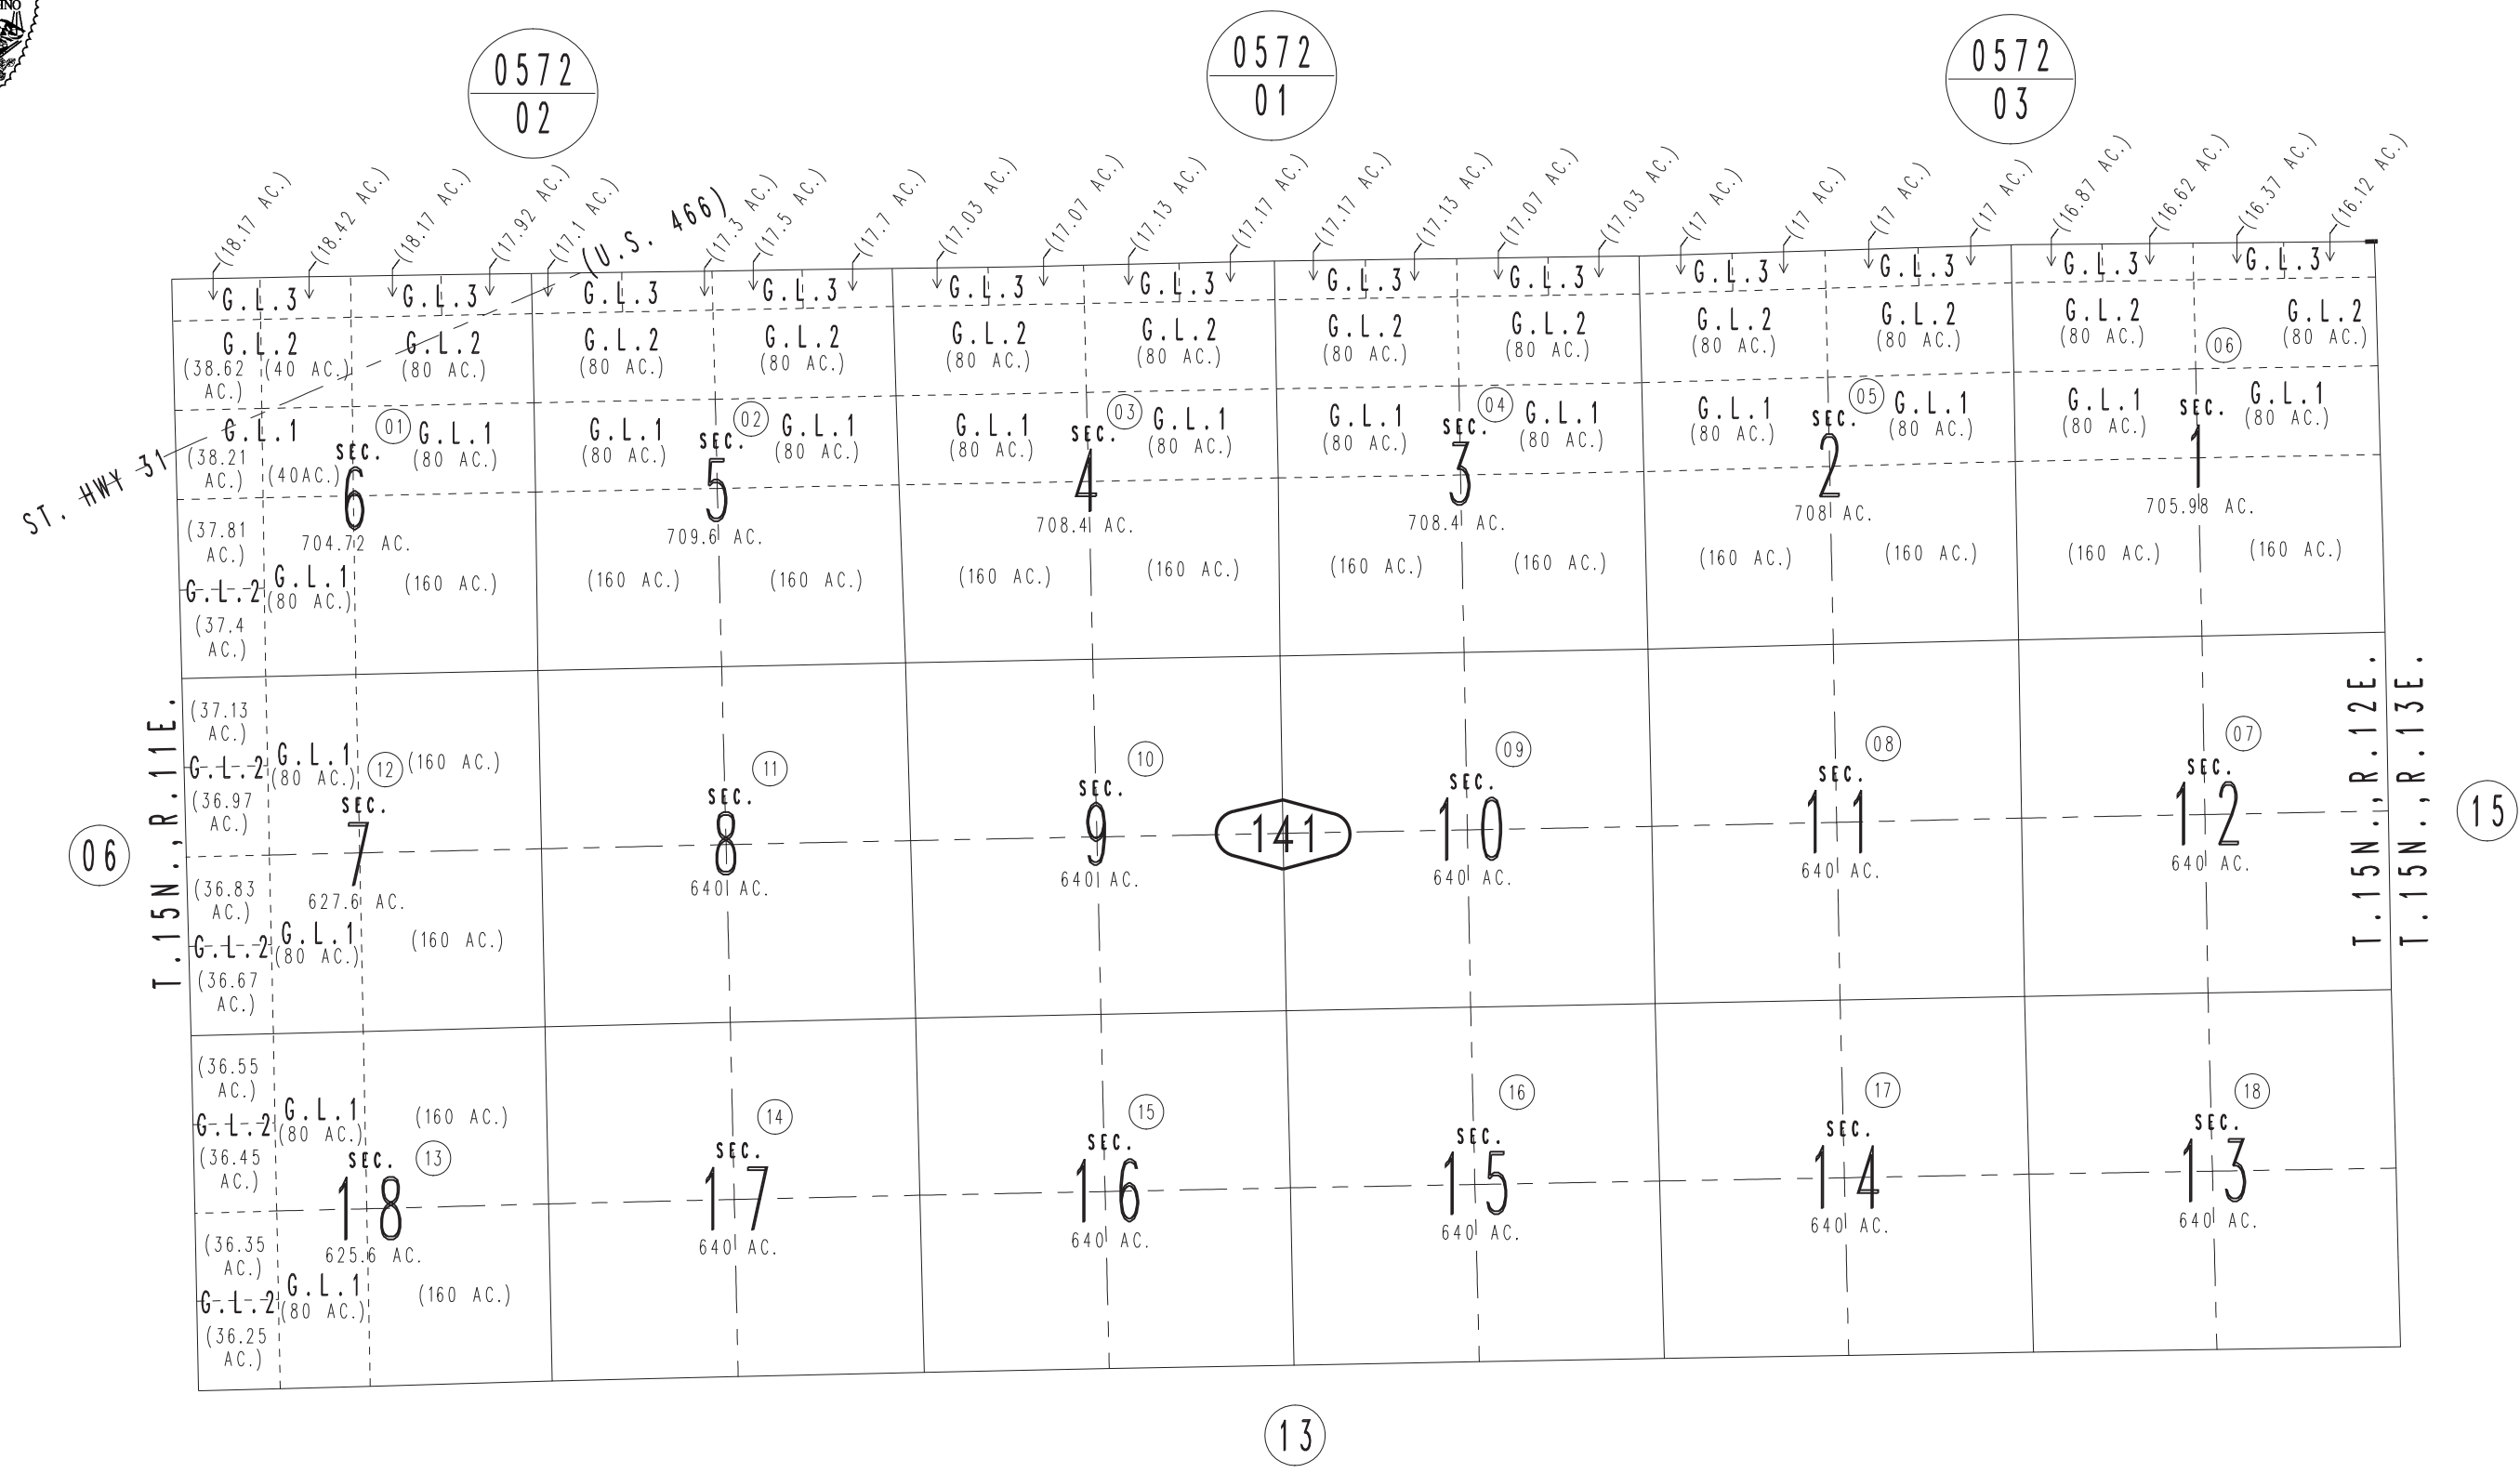 0572
02
0572
01
0572
03
(18.17 AC.)
(18.42 AC.)
(18.17 AC.)
(17.92 AC.)
(17.1 AC.)
(17.3 AC.)
(17.5 AC.)
(17.7 AC.)
(17.03 AC.)
(17.07 AC.)
(17.13 AC.)
(17.17 AC.)
(17.17 AC.)
(17.13 AC.)
(17.07 AC.)
(17.03 AC.)
(17 AC.)
(17 AC.)
(17 AC.)
(17 AC.)
(16.87 AC.)
(16.62 AC.)
(16.37 AC.)
(16.12 AC.)
ST. HWY 31 (U.S. 466)
G.L.3 G.L.3 G.L.3 G.L.3 G.L.3 G.L.3 G.L.3 G.L.3 G.L.3 G.L.3 G.L.3 G.L.3
G.L.2 G.L.2 G.L.2 G.L.2 G.L.2 G.L.2 G.L.2 G.L.2 G.L.2 G.L.2 G.L.2 G.L.2
(38.62 AC.) (40 AC.) (80 AC.) (80 AC.) (80 AC.) (80 AC.) (80 AC.) (80 AC.) (80 AC.) (80 AC.) (80 AC.) (80 AC.) (80 AC.)
01 02 03 04 05 06
G.L.1 G.L.1 G.L.1 G.L.1 G.L.1 G.L.1 G.L.1 G.L.1 G.L.1 G.L.1 G.L.1 G.L.1
(38.21 AC.) (40AC.) (80 AC.) (80 AC.) (80 AC.) (80 AC.) (80 AC.) (80 AC.) (80 AC.) (80 AC.) (80 AC.) (80 AC.) (80 AC.)
SEC. 6
704.72 AC.
SEC. 5
709.6 AC.
SEC. 4
708.4 AC.
SEC. 3
708.4 AC.
SEC. 2
708 AC.
SEC. 1
705.98 AC.
(37.81 AC.)
G.L.2
(37.4 AC.)
G.L.1
(80 AC.)
(160 AC.) (160 AC.) (160 AC.) (160 AC.) (160 AC.) (160 AC.) (160 AC.) (160 AC.) (160 AC.) (160 AC.) (160 AC.)
T.15N.,R.11E.
T.15N.,R.12E.
T.15N.,R.13E.
06
15
(37.13 AC.)
G.L.2
(36.97 AC.)
G.L.1
(80 AC.)
12
(160 AC.)
SEC. 7
627.6 AC.
(36.83 AC.)
G.L.2
(36.67 AC.)
G.L.1
(80 AC.)
(160 AC.)
11
SEC. 8
640 AC.
10
SEC. 9
640 AC.
141
09
SEC. 10
640 AC.
08
SEC. 11
640 AC.
07
SEC. 12
640 AC.
(36.55 AC.)
G.L.2
(36.45 AC.)
G.L.1
(80 AC.)
(160 AC.)
13
SEC. 18
625.6 AC.
(36.35 AC.)
G.L.2
(36.25 AC.)
G.L.1
(80 AC.)
(160 AC.)
14
SEC. 17
640 AC.
15
SEC. 16
640 AC.
16
SEC. 15
640 AC.
17
SEC. 14
640 AC.
18
SEC. 13
640 AC.
13